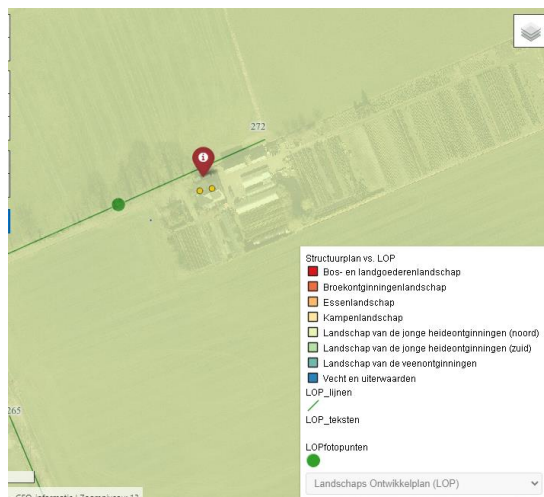 272
Structuurplan vs. LOP
Bos- en landgoederenlandschap
Broekontginningenlandschap
Essenlandschap
Kampenlandschap
Landschap van de jonge heideontginningen (noord)
Landschap van de jonge heideontginningen (zuid)
Landschap van de veenontginningen
Vecht en uiterwaarden
LOP_lijnen
LOP_teksten
265
LOPfotopunten
Landschaps Ontwikkelplan (LOP)